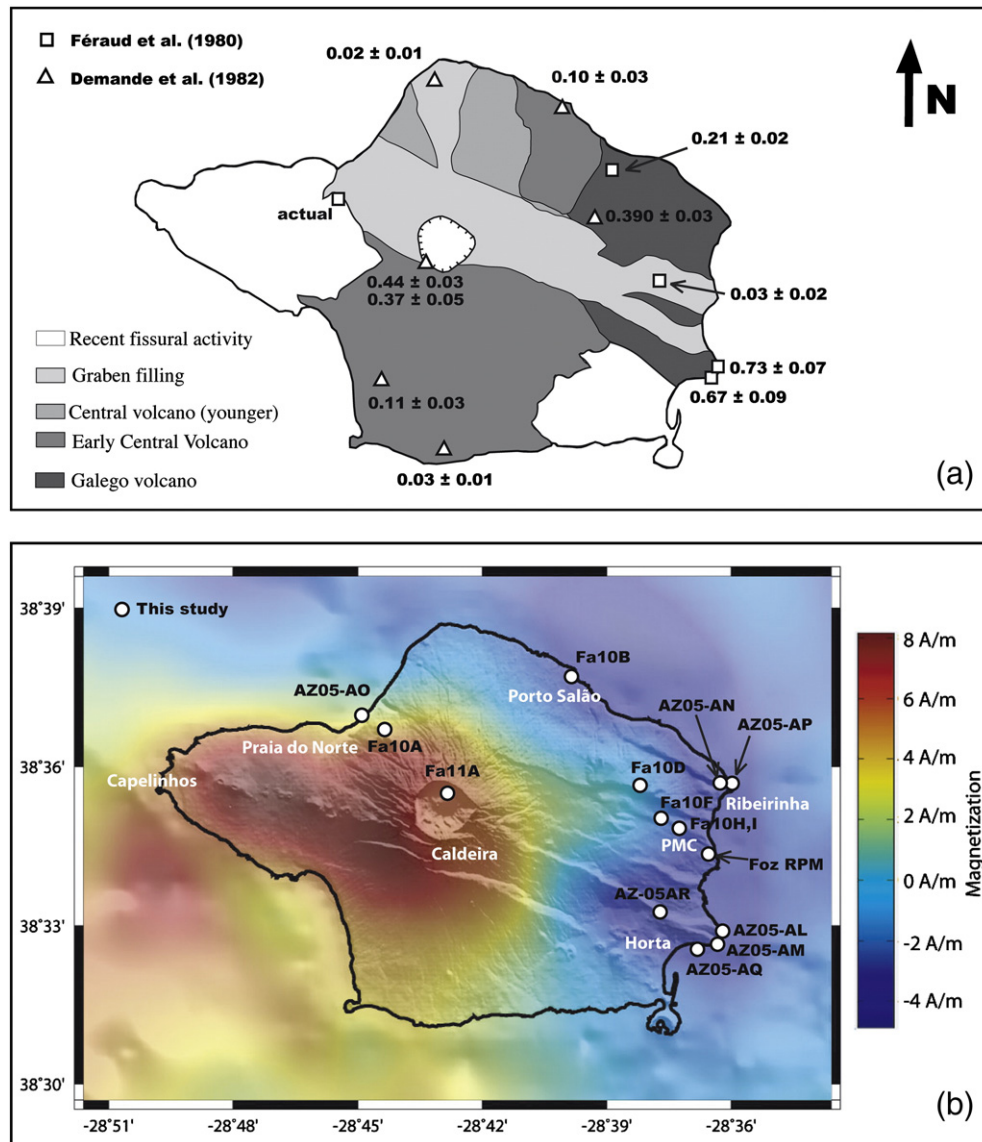 Féraud et al. (1980)
Demande et al. (1982)
0.02 ± 0.01
0.10 ± 0.03
N
0.21 ± 0.02
actual
0.390 ± 0.03
0.44 ± 0.03
0.37 ± 0.05
0.03 ± 0.02
Recent fissural activity
Graben filling
Central volcano (younger)
Early Central Volcano
Galego volcano
0.73 ± 0.07
0.67 ± 0.09
0.11 ± 0.03
0.03 ± 0.01
(a)
38°39'
38°36'
38°33'
38°30'
This study
Fa10B
Porto Salão
AZ05-AO
AZ05-AN
AZ05-AP
Praia do Norte
Fa10A
Capelinhos
Fa11A
Fa10D
Ribeirinha
Fa10F
Fa10H,I
PMC
Caldeira
Foz RPM
AZ-05AR
Horta
AZ05-AL
AZ05-AM
AZ05-AQ
8 A/m
6 A/m
4 A/m
2 A/m
0 A/m
-2 A/m
-4 A/m
Magnetization
(b)
-28°51'
-28°48'
-28°45'
-28°42'
-28°39'
-28°36'